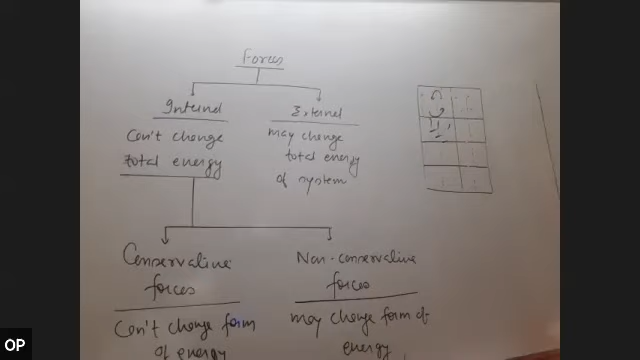 Forces
Internal
External
Can't change
total energy
may change
total energy
of system
Conservative
forces
Can't change form
of energy
Non-conservative
forces
may change form of
energy
OP